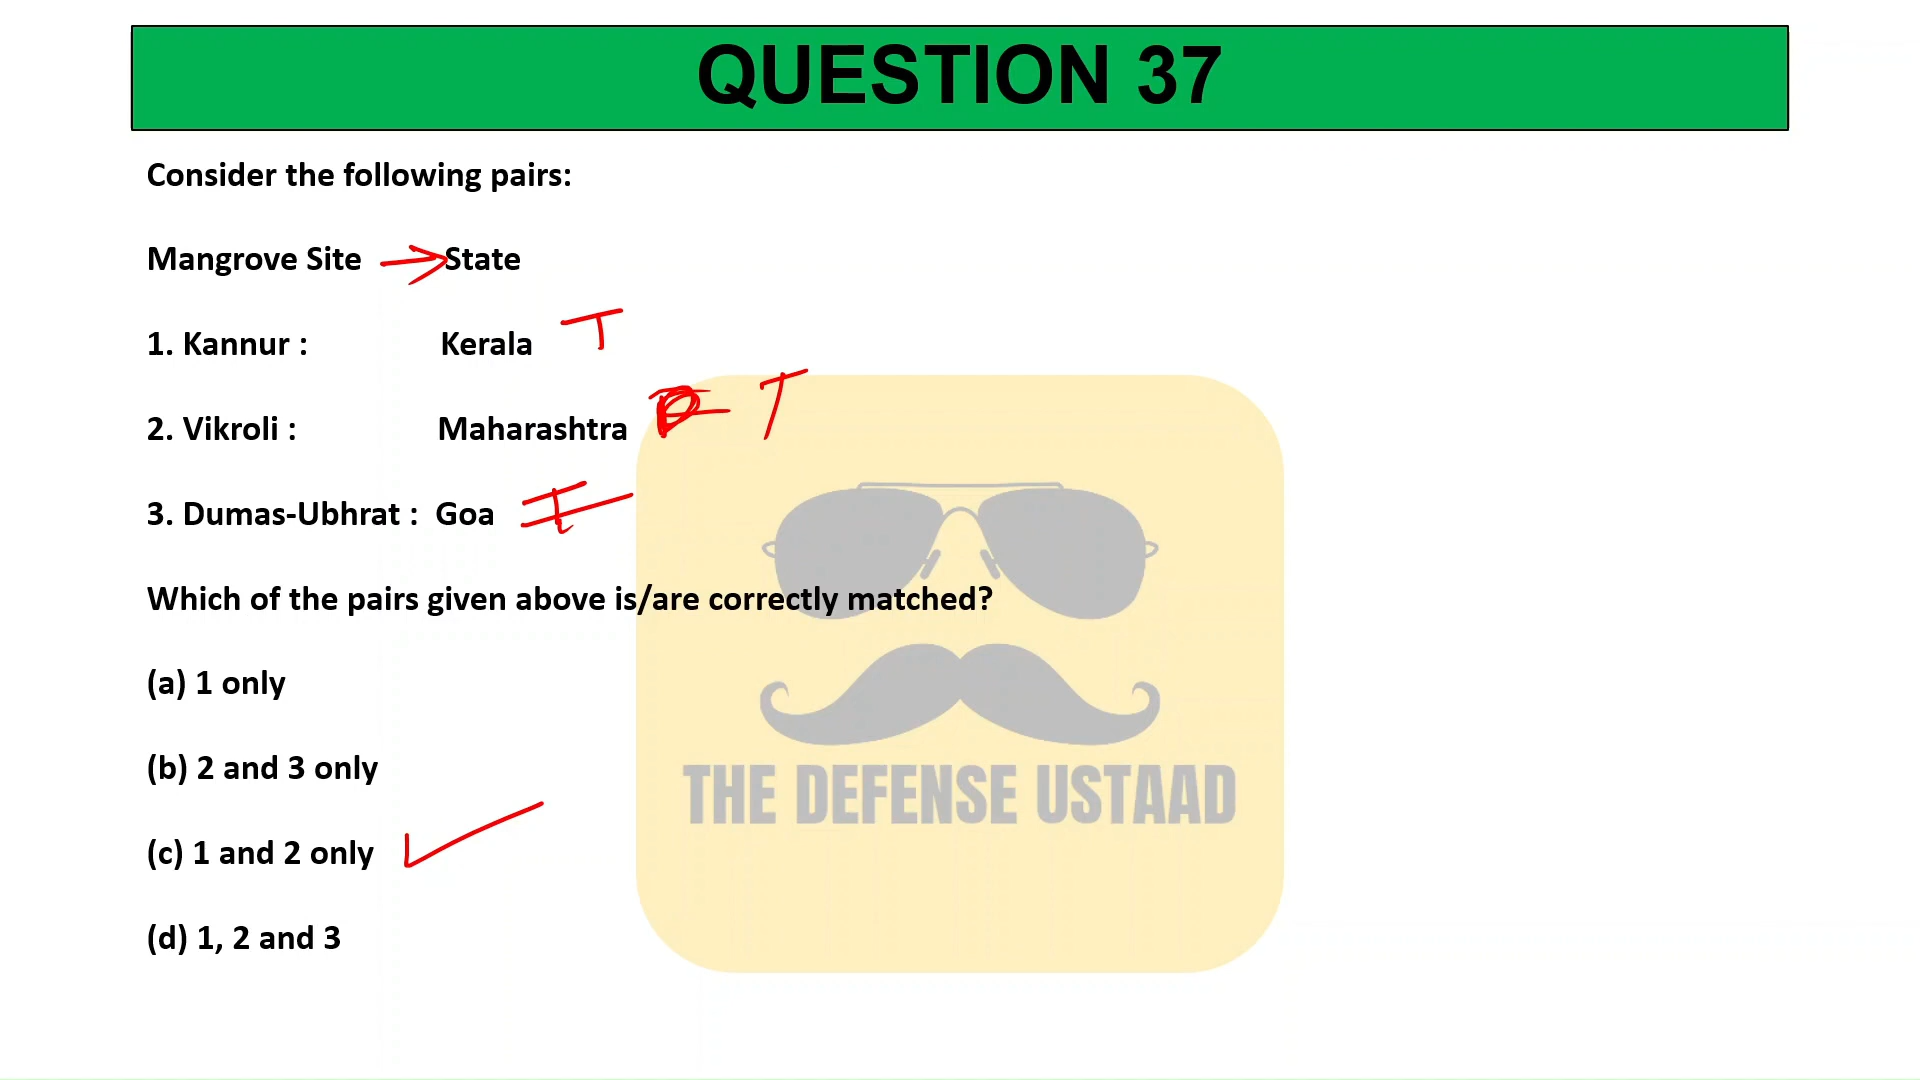 QUESTION 37
Consider the following pairs:
Mangrove Site → State
1. Kannur : Kerala T
2. Vikroli : Maharashtra T
3. Dumas-Ubhrat : Goa
Which of the pairs given above is/are correctly matched?
(a) 1 only
(b) 2 and 3 only
(c) 1 and 2 only ✓
(d) 1, 2 and 3
THE DEFENSE USTAAD